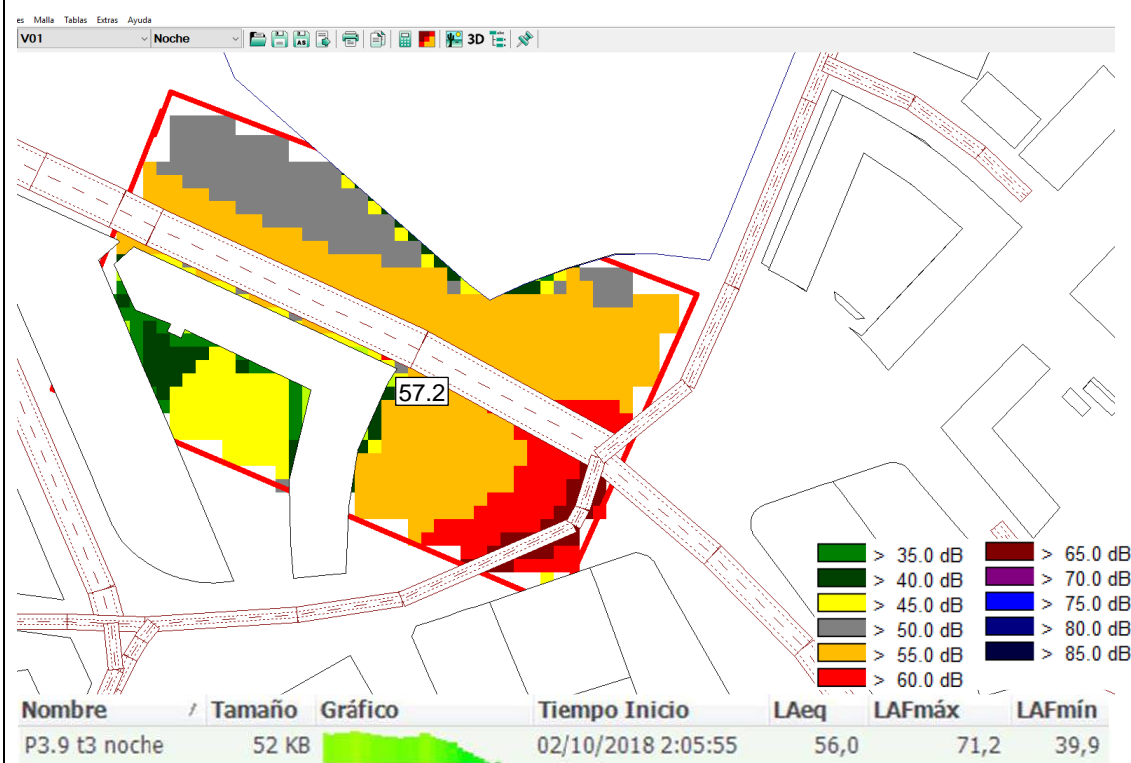 es Malla Tablas Extras Ayuda
V01 Noche AS 3D
57.2
> 35.0 dB > 65.0 dB
> 40.0 dB > 70.0 dB
> 45.0 dB > 75.0 dB
> 50.0 dB > 80.0 dB
> 55.0 dB > 85.0 dB
> 60.0 dB
Nombre / Tamaño Gráfico Tiempo Inicio LAeq LAFmáx LAFmín
P3.9 t3 noche 52 KB 02/10/2018 2:05:55 56,0 71,2 39,9